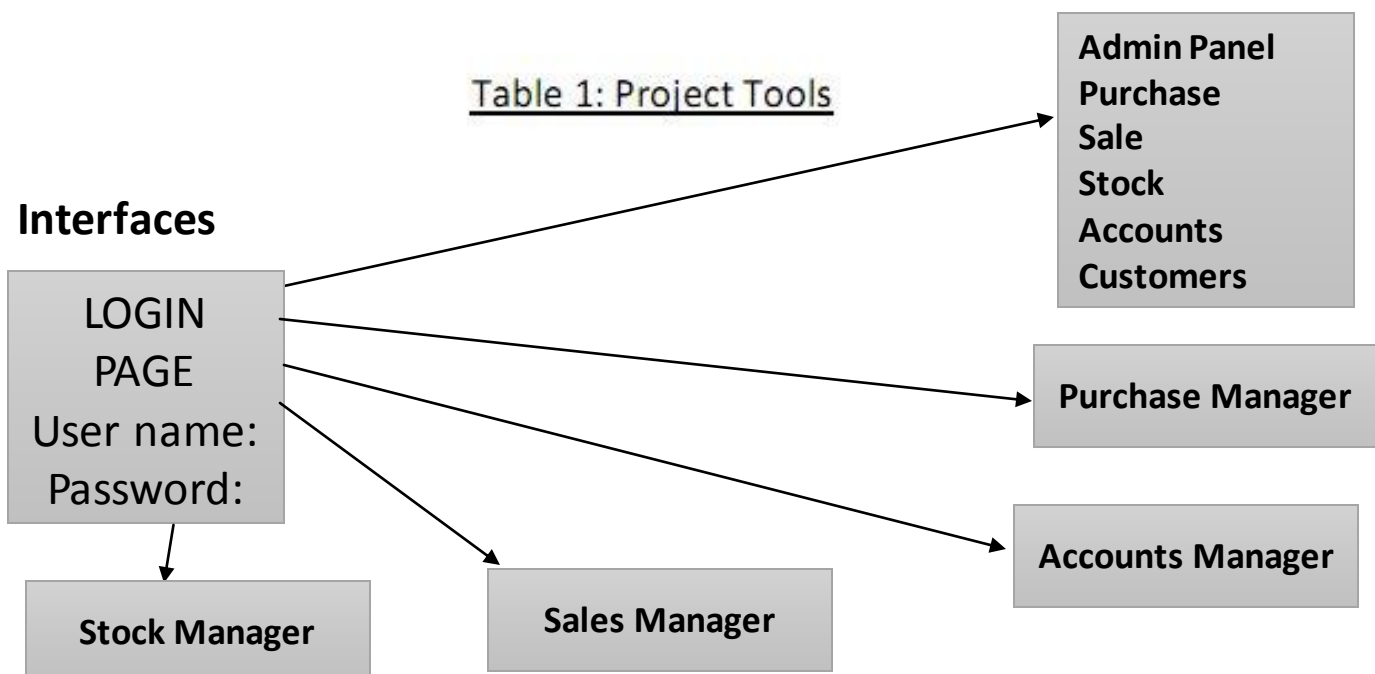 Table 1: Project Tools
Admin Panel
Purchase
Sale
Stock
Accounts
Customers
Interfaces
LOGIN
PAGE
User name:
Password:
Purchase Manager
Accounts Manager
Stock Manager
Sales Manager